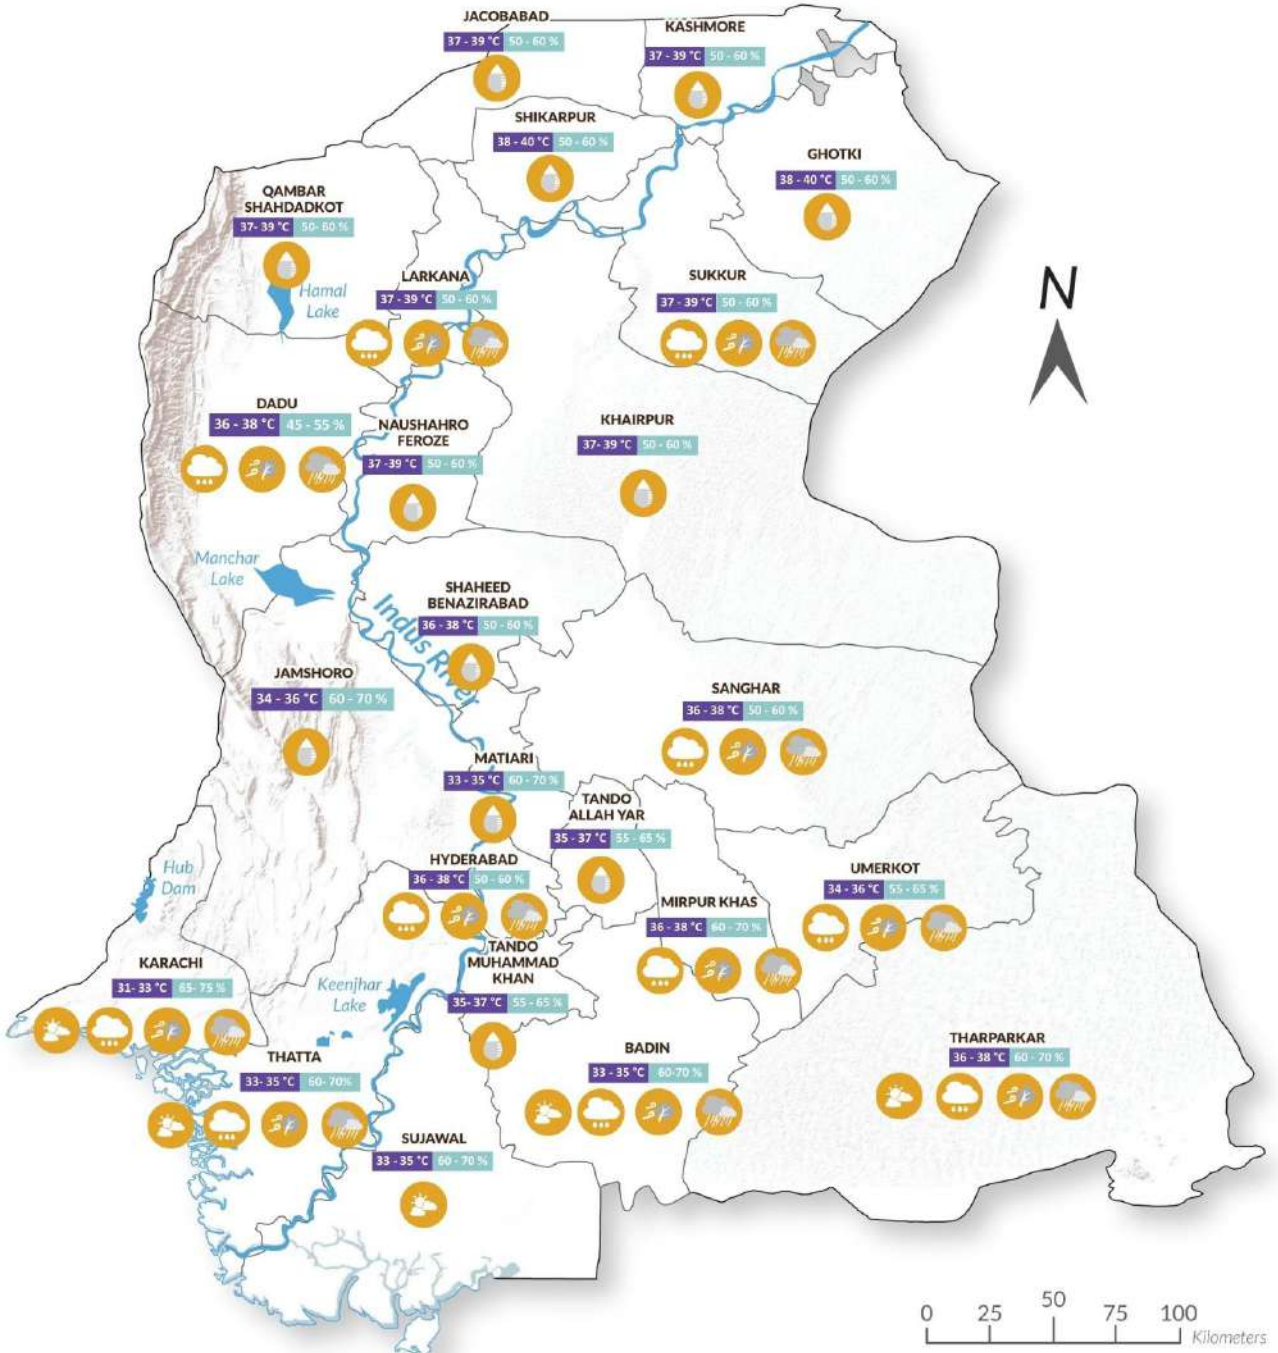 JACOBABAD
37 - 39 °C 50 - 60 %
KASHMORE
37 - 39 °C 50 - 60 %
SHIKARPUR
38 - 40 °C 50 - 60 %
GHOTKI
38 - 40 °C 50 - 60 %
QAMBAR
SHAHDADKOT
37- 39 °C 50- 60 %
Hamal
Lake
LARKANA
37 - 39 °C 50 - 60 %
SUKKUR
37 - 39 °C 50 - 60 %
N
DADU
36 - 38 °C 45 - 55 %
NAUSHAHRO
FEROZE
37 -39 °C 50 - 60 %
KHAIRPUR
37- 39 °C 50 - 60 %
Manchar
Lake
SHAHEED
BENAZIRABAD
36 - 38 °C 50 - 60 %
Indus River
JAMSHORO
34 - 36 °C 60 - 70 %
SANGHAR
36 - 38 °C 50 - 60 %
MATIARI
33 - 35 °C 60 - 70 %
TANDO
ALLAH YAR
35 - 37 °C 55 - 65 %
HYDERABAD
36 - 38 °C 50 - 60 %
Hub
Dam
UMERKOT
34 - 36 °C 55 - 65 %
MIRPUR KHAS
36 - 38 °C 60 - 70 %
KARACHI
31- 33 °C 65- 75 %
Keenjhar
Lake
TANDO
MUHAMMAD
KHAN
35- 37 °C 55 - 65 %
THATTA
33- 35 °C 60- 70%
BADIN
33 - 35 °C 60-70 %
THARPARKAR
36 - 38 °C 60 - 70 %
SUJAWAL
33 - 35 °C 60 - 70 %
0 25 50 75 100
Kilometers